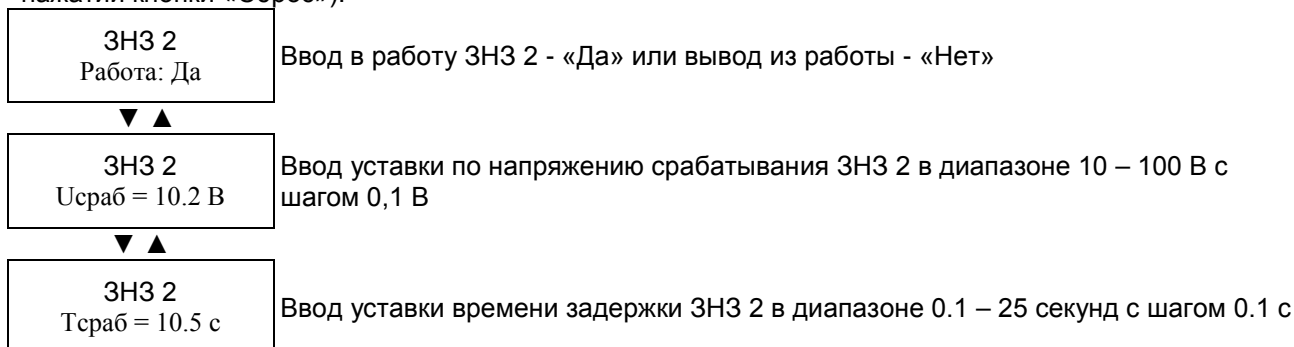 нажатии кнопки «Сброс»).
ЗНЗ 2
Работа: Да
Ввод в работу ЗНЗ 2 - «Да» или вывод из работы - «Нет»
▼ ▲
ЗНЗ 2
Uсраб = 10.2 В
Ввод уставки по напряжению срабатывания ЗНЗ 2 в диапазоне 10 – 100 В с
шагом 0,1 В
▼ ▲
ЗНЗ 2
Тсраб = 10.5 с
Ввод уставки времени задержки ЗНЗ 2 в диапазоне 0.1 – 25 секунд с шагом 0.1 с